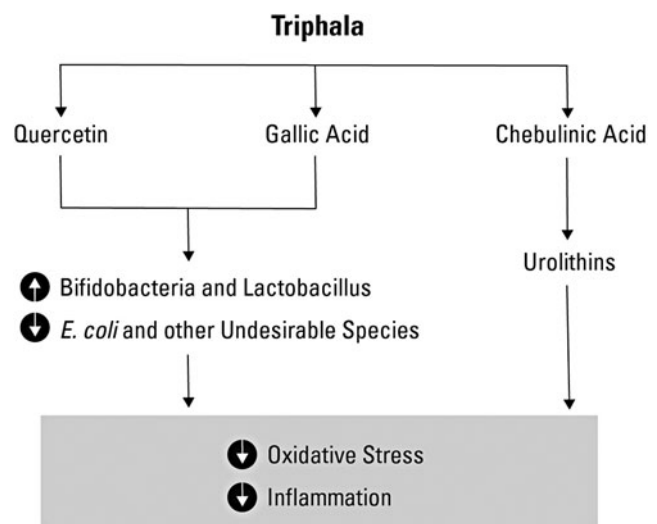 Triphala
Quercetin
Gallic Acid
Chebulinic Acid
Urolithins
Bifidobacteria and Lactobacillus
E. coli and other Undesirable Species
Oxidative Stress
Inflammation